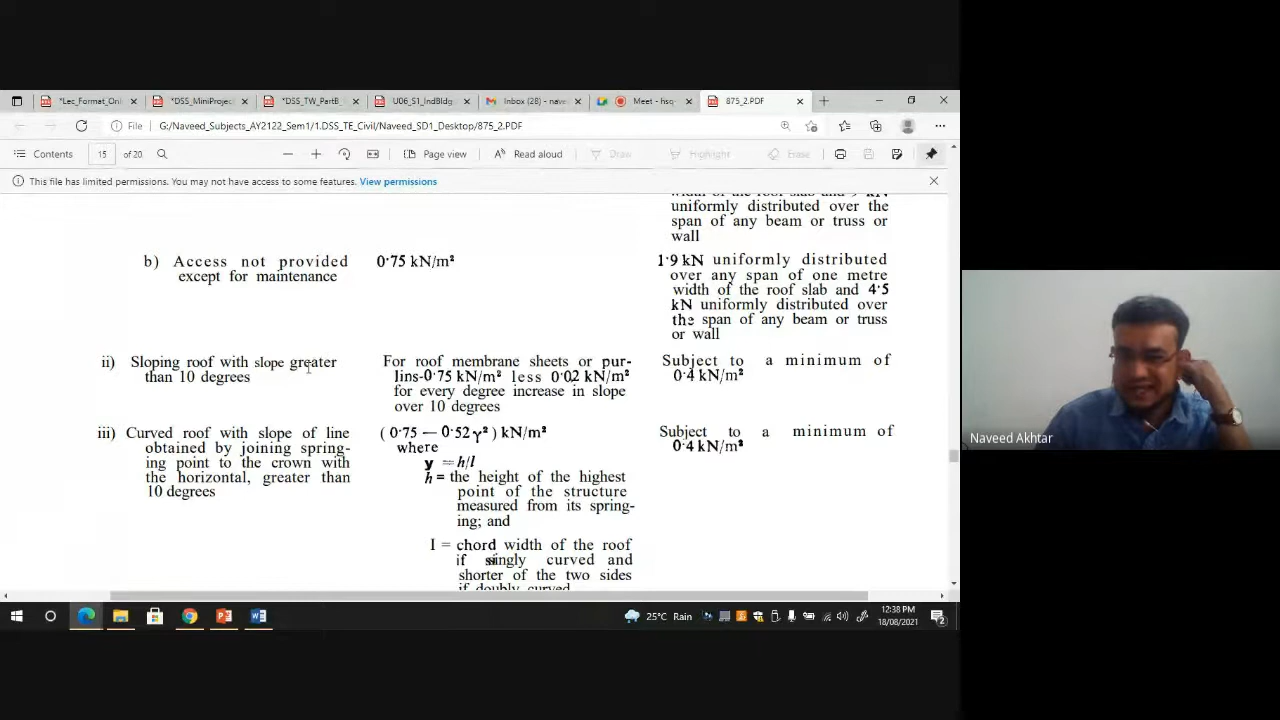 *Lec_Format_Onl
*DSS_MiniProject
*DSS_TW_PartB_
U06_S1_IndBldg
Inbox (28) - nave
Meet - hsq-
875_2.PDF
File
G:/Naveed_Subjects_AY2122_Sem1/1.DSS_TE_Civil/Naveed_SD1_Desktop/875_2.PDF
Contents
15
of 20
Page view
Read aloud
Draw
Highlight
Erase
This file has limited permissions. You may not have access to some features. View permissions
uniformly distributed over the
span of any beam or truss or
wall
b) Access not provided
except for maintenance
0·75 kN/m²
1·9 kN uniformly distributed
over any span of one metre
width of the roof slab and 4·5
kN uniformly distributed over
the span of any beam or truss
or wall
ii) Sloping roof with slope greater
than 10 degrees
For roof membrane sheets or pur-
lins-0·75 kN/m² less 0·02 kN/m²
for every degree increase in slope
over 10 degrees
Subject to a minimum of
0·4 kN/m²
iii) Curved roof with slope of line
obtained by joining spring-
ing point to the crown with
the horizontal, greater than
10 degrees
( 0·75 — 0·52 γ² ) kN/m²
where
y = h/l
h = the height of the highest
point of the structure
measured from its spring-
ing; and
I = chord width of the roof
if singly curved and
shorter of the two sides
if doubly curved
Subject to a minimum of
0·4 kN/m²
Naveed Akhtar
25°C Rain
12:38 PM
18/08/2021
2